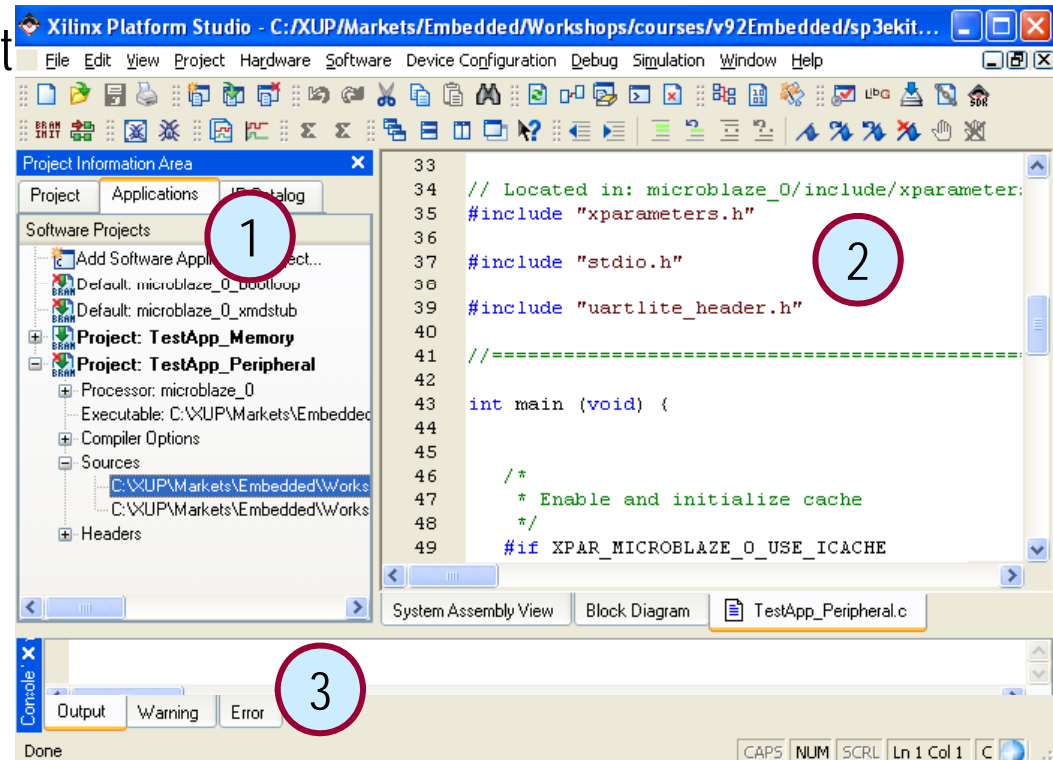 t
Xilinx Platform Studio - C:/XUP/Markets/Embedded/Workshops/courses/v92Embedded/sp3ekit...
File Edit View Project Hardware Software Device Configuration Debug Simulation Window Help
Project Information Area
Project Applications
Software Projects
Add Software
Default: microblaze_0_bootloop
Default: microblaze_0_xmdstub
Project: TestApp_Memory
Project: TestApp_Peripheral
Processor: microblaze_0
Executable: C:\XUP\Markets\Embedded
Compiler Options
Sources
C:\XUP\Markets\Embedded\Works
C:\XUP\Markets\Embedded\Works
Headers
1
33
34 // Located in: microblaze_0/include/xparameter
35 #include "xparameters.h"
36
37 #include "stdio.h"
38
39 #include "uartlite_header.h"
40
41 //============================================
42
43 int main (void) {
44
45
46 /*
47 * Enable and initialize cache
48 */
49 #if XPAR_MICROBLAZE_0_USE_ICACHE
2
System Assembly View Block Diagram TestApp_Peripheral.c
Console
3
Output Warning Error
Done
CAPS NUM SCRL Ln 1 Col 1 C